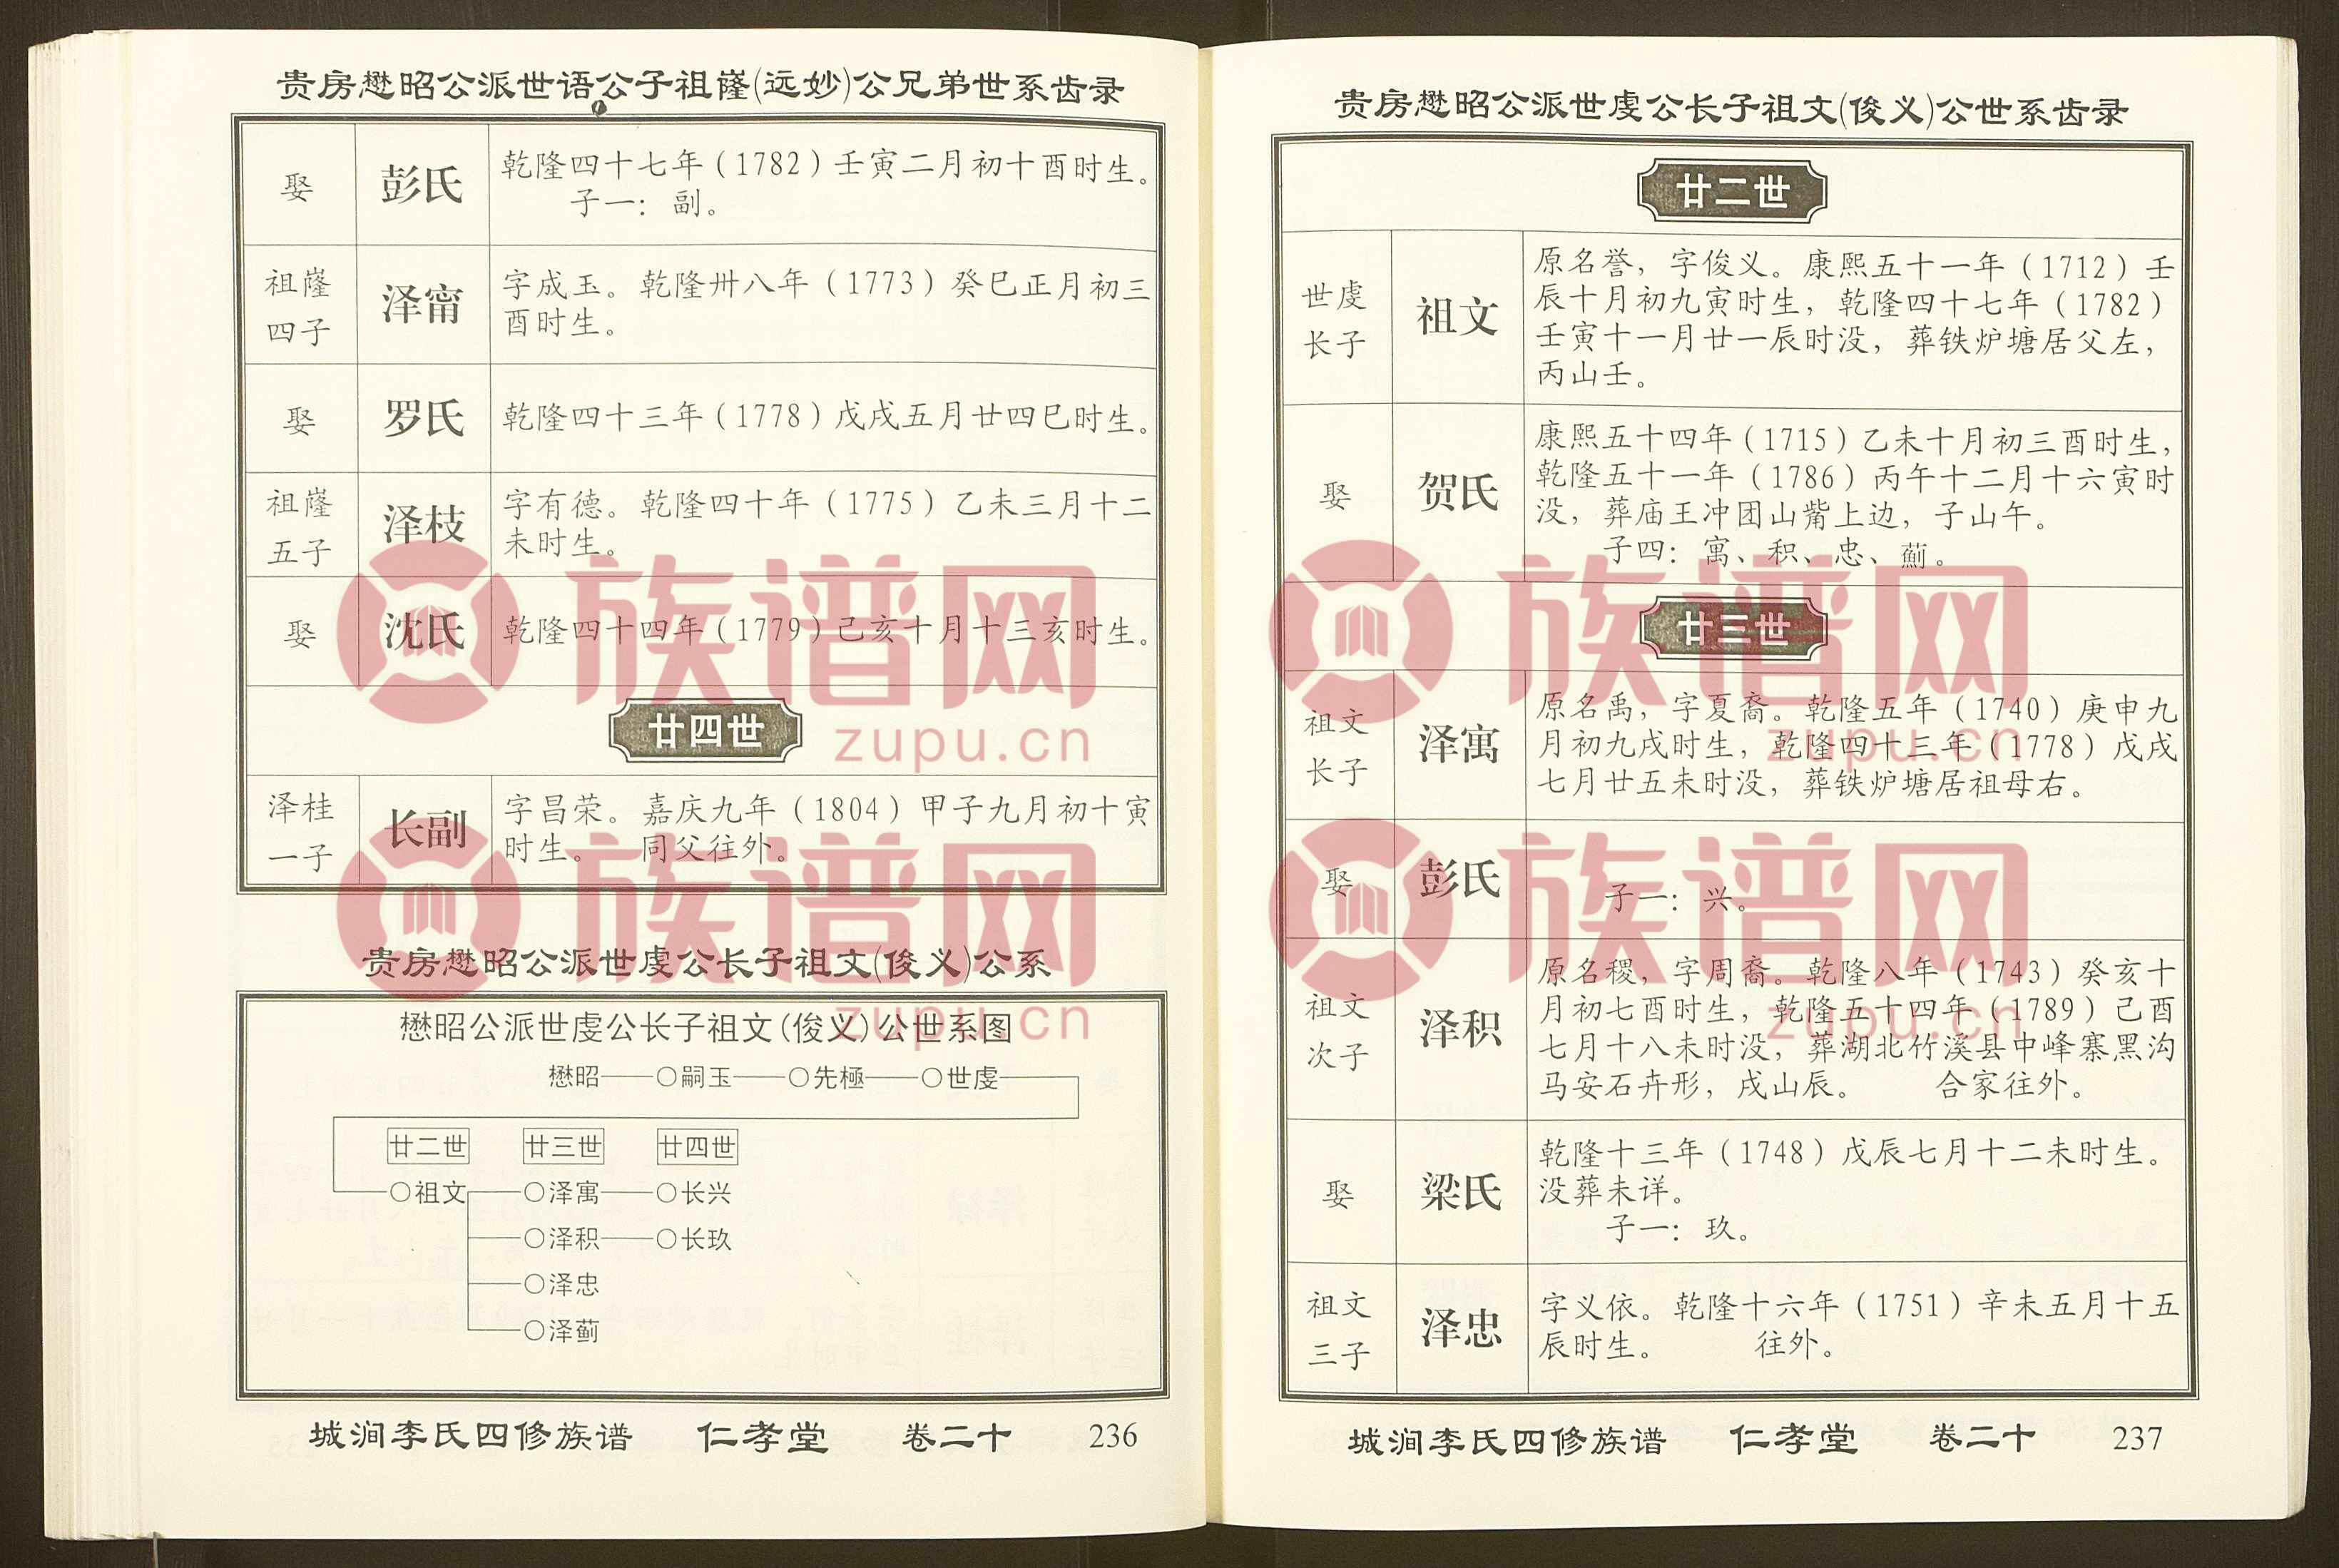 贵房懋昭公派世语公子祖嶐(远妙)公兄弟世系齿录
娶
彭氏
乾隆四十七年(1782)壬寅二月初十酉时生。
子一：副。
祖嶐
四子
泽甯
字成玉。乾隆卅八年(1773)癸巳正月初三
酉时生。
娶
罗氏
乾隆四十三年(1778)戊戌五月廿四巳时生。
祖嶐
五子
泽枝
字有德。乾隆四十年(1775)乙未三月十二
未时生。
娶
沈氏
乾隆四十四年(1779)己亥十月十三亥时生。
廿四世
泽桂
一子
长副
字昌荣。嘉庆九年(1804)甲子九月初十寅
时生。 同父往外。
贵房懋昭公派世虔公长子祖文(俊义)公系
懋昭公派世虔公长子祖文(俊义)公世系图
懋昭——○嗣玉——○先極——○世虔
廿二世 廿三世 廿四世
○祖文 ○泽寓——○长兴
○泽积——○长玖
○泽忠
○泽蓟
城涧李氏四修族谱 仁孝堂 卷二十 236
贵房懋昭公派世虔公长子祖文(俊义)公世系齿录
廿二世
世虔
长子
祖文
原名誉，字俊义。康熙五十一年(1712)壬
辰十月初九寅时生，乾隆四十七年(1782)
壬寅十一月廿一辰时没，葬铁炉塘居父左，
丙山壬。
娶
贺氏
康熙五十四年(1715)乙未十月初三酉时生，
乾隆五十一年(1786)丙午十二月十六寅时
没，葬庙王冲团山觜上边，子山午。
子四：寓、积、忠、薊。
廿三世
祖文
长子
泽寓
原名禹，字夏裔。乾隆五年(1740)庚申九
月初九戌时生，乾隆四十三年(1778)戊戌
七月廿五未时没，葬铁炉塘居祖母右。
娶
彭氏
子一：兴。
祖文
次子
泽积
原名稷，字周裔。乾隆八年(1743)癸亥十
月初七酉时生，乾隆五十四年(1789)己酉
七月十八未时没，葬湖北竹溪县中峰寨黑沟
马安石卉形，戌山辰。 合家往外。
娶
梁氏
乾隆十三年(1748)戊辰七月十二未时生。
没葬未详。
子一：玖。
祖文
三子
泽忠
字义依。乾隆十六年(1751)辛未五月十五
辰时生。 往外。
城涧李氏四修族谱 仁孝堂 卷二十 237
族谱网
zupu.cn
族谱网
zupu.cn
族谱网
zupu.cn
族谱网
zupu.cn